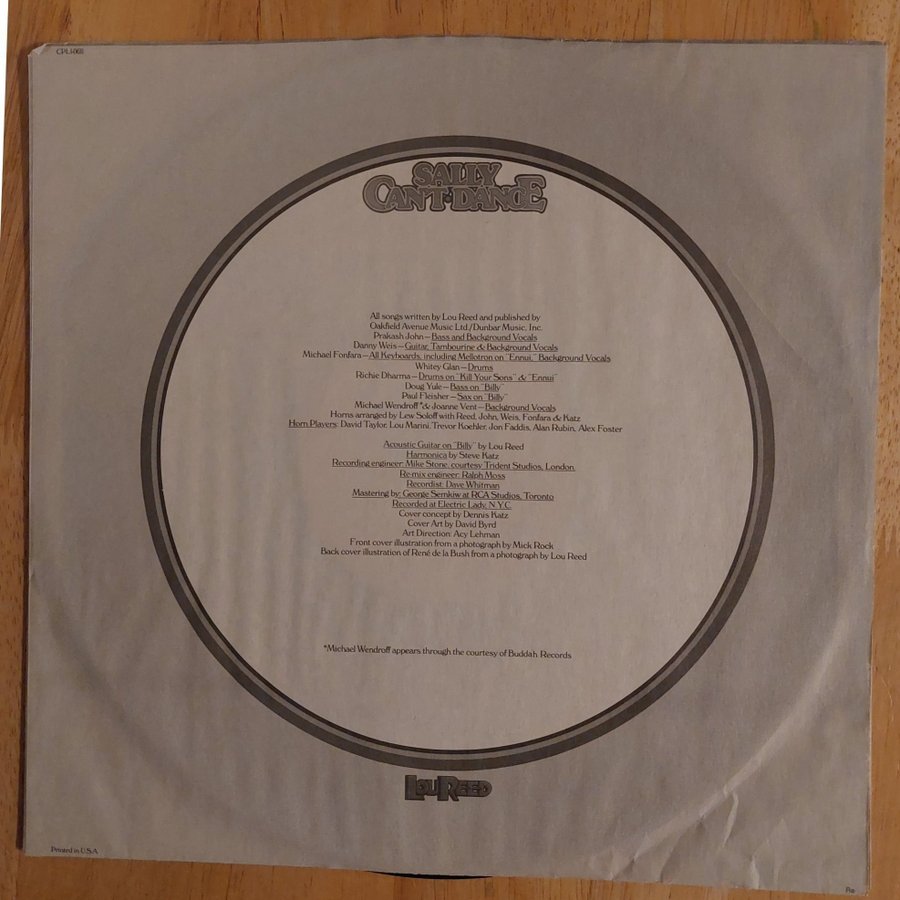 CPL1-0611
SALLY
CAN'T DANCE
All songs written by Lou Reed and published by
Oakfield Avenue Music Ltd./Dunbar Music, Inc.
Prakash John—Bass and Background Vocals
Danny Weis—Guitar, Tambourine & Background Vocals
Michael Fonfara—All Keyboards, including Mellotron on "Ennui," Background Vocals
Whitey Glan—Drums
Richie Dharma—Drums on "Kill Your Sons" & "Ennui"
Doug Yule—Bass on "Billy"
Paul Fleisher—Sax on "Billy"
Michael Wendroff* & Joanne Vent—Background Vocals
Horns arranged by Lew Soloff with Reed, John, Weis, Fonfara & Katz
Horn Players: David Taylor, Lou Marini, Trevor Koehler, Jon Faddis, Alan Rubin, Alex Foster
Acoustic Guitar on "Billy" by Lou Reed
Harmonica by Steve Katz
Recording engineer: Mike Stone, courtesy Trident Studios, London.
Re-mix engineer: Ralph Moss
Recordist: Dave Whitman
Mastering by: George Semkiw at RCA Studios, Toronto
Recorded at Electric Lady, N.Y.C.
Cover concept by Dennis Katz
Cover Art by David Byrd
Art Direction: Acy Lehman
Front cover illustration from a photograph by Mick Rock
Back cover illustration of René de la Bush from a photograph by Lou Reed
*Michael Wendroff appears through the courtesy of Buddah Records
LOU REED
Printed in U.S.A.
Re